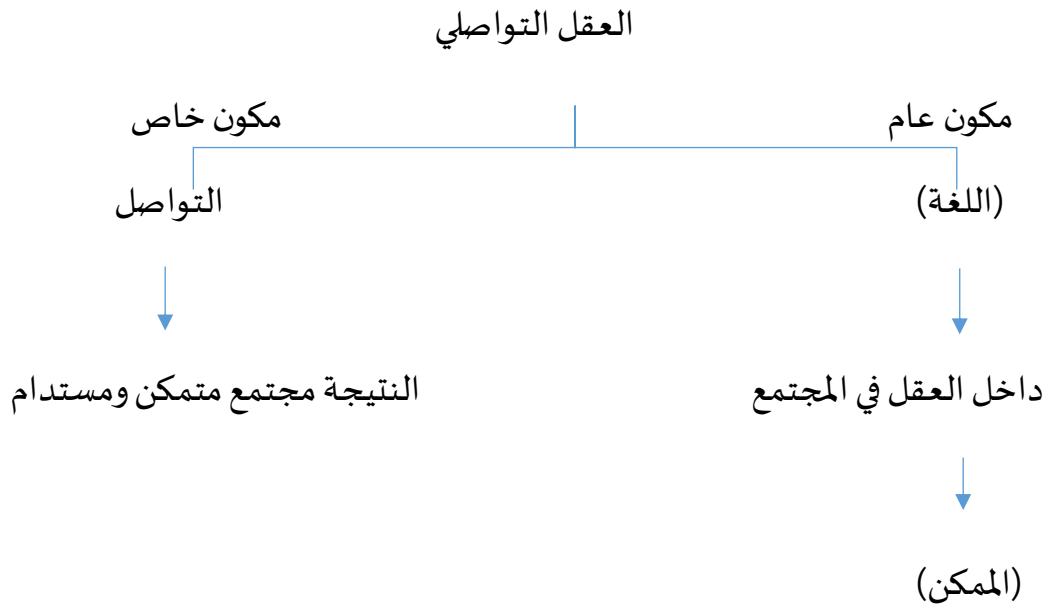 العقل التواصلي
مكون عام
مكون خاص
(اللغة)
التواصل
داخل العقل في المجتمع
النتيجة مجتمع متمكن ومستدام
(الممكن)